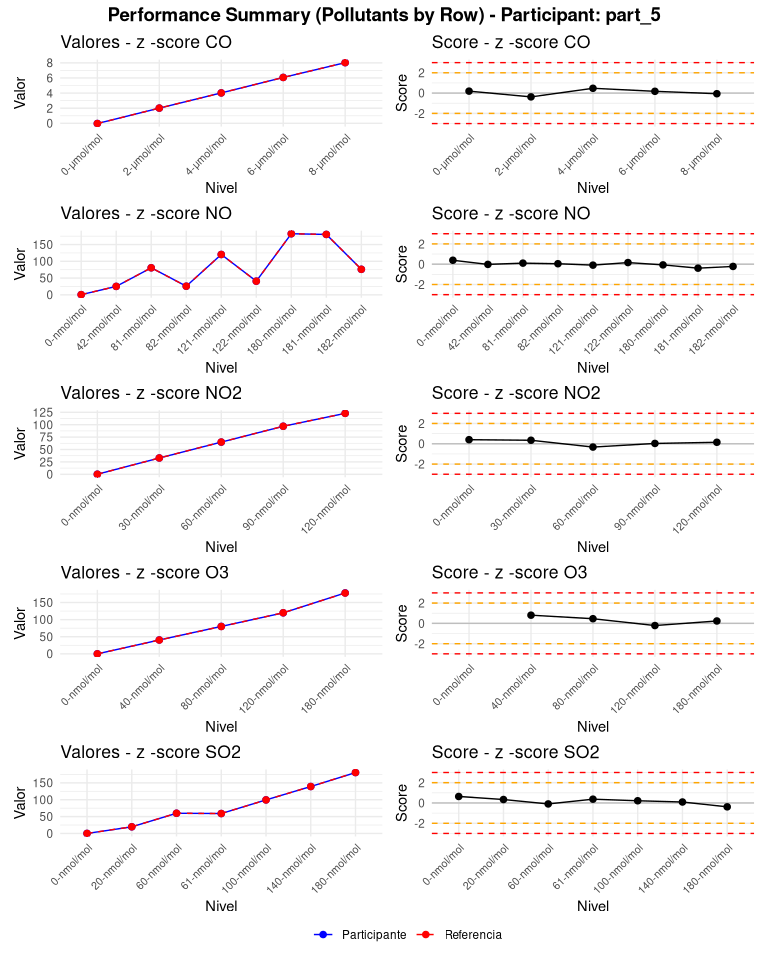 Performance Summary (Pollutants by Row) - Participant: part_5
Valores - z -score CO
Valor
8
6
4
2
0
0-μmol/mol
2-μmol/mol
4-μmol/mol
6-μmol/mol
8-μmol/mol
Nivel
Score - z -score CO
Score
2
0
-2
0-μmol/mol
2-μmol/mol
4-μmol/mol
6-μmol/mol
8-μmol/mol
Nivel
Valores - z -score NO
Valor
150
100
50
0
0-nmol/mol
42-nmol/mol
81-nmol/mol
82-nmol/mol
121-nmol/mol
122-nmol/mol
180-nmol/mol
181-nmol/mol
182-nmol/mol
Nivel
Score - z -score NO
Score
2
0
-2
0-nmol/mol
42-nmol/mol
81-nmol/mol
82-nmol/mol
121-nmol/mol
122-nmol/mol
180-nmol/mol
181-nmol/mol
182-nmol/mol
Nivel
Valores - z -score NO2
Valor
125
100
75
50
25
0
0-nmol/mol
30-nmol/mol
60-nmol/mol
90-nmol/mol
120-nmol/mol
Nivel
Score - z -score NO2
Score
2
0
-2
0-nmol/mol
30-nmol/mol
60-nmol/mol
90-nmol/mol
120-nmol/mol
Nivel
Valores - z -score O3
Valor
150
100
50
0
0-nmol/mol
40-nmol/mol
80-nmol/mol
120-nmol/mol
180-nmol/mol
Nivel
Score - z -score O3
Score
2
0
-2
0-nmol/mol
40-nmol/mol
80-nmol/mol
120-nmol/mol
180-nmol/mol
Nivel
Valores - z -score SO2
Valor
150
100
50
0
0-nmol/mol
20-nmol/mol
60-nmol/mol
61-nmol/mol
100-nmol/mol
140-nmol/mol
180-nmol/mol
Nivel
Score - z -score SO2
Score
2
0
-2
0-nmol/mol
20-nmol/mol
60-nmol/mol
61-nmol/mol
100-nmol/mol
140-nmol/mol
180-nmol/mol
Nivel
Participante
Referencia